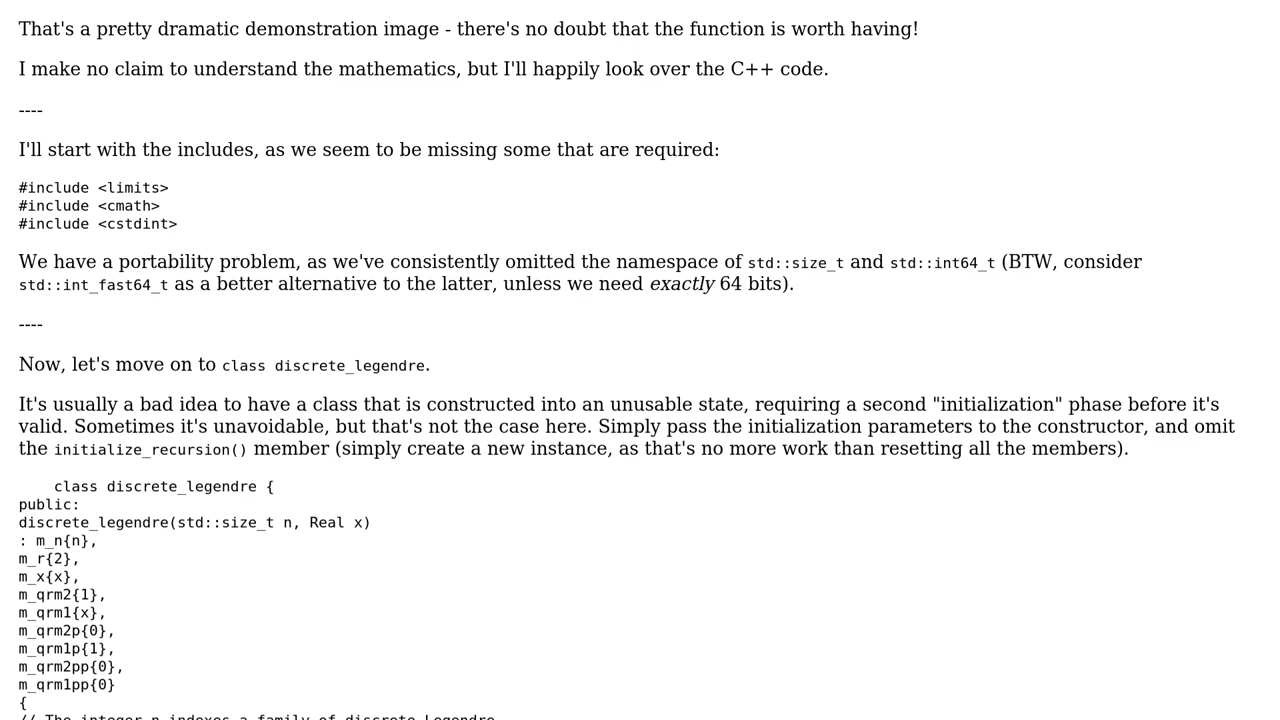 That's a pretty dramatic demonstration image - there's no doubt that the function is worth having!
I make no claim to understand the mathematics, but I'll happily look over the C++ code.
----
I'll start with the includes, as we seem to be missing some that are required:
#include <limits>
#include <cmath>
#include <cstdint>
We have a portability problem, as we've consistently omitted the namespace of std::size_t and std::int64_t (BTW, consider
std::int_fast64_t as a better alternative to the latter, unless we need exactly 64 bits).
----
Now, let's move on to class discrete_legendre.
It's usually a bad idea to have a class that is constructed into an unusable state, requiring a second "initialization" phase before it's
valid. Sometimes it's unavoidable, but that's not the case here. Simply pass the initialization parameters to the constructor, and omit
the initialize_recursion() member (simply create a new instance, as that's no more work than resetting all the members).
    class discrete_legendre {
public:
discrete_legendre(std::size_t n, Real x)
: m_n{n},
m_r{2},
m_x{x},
m_qrm2{1},
m_qrm1{x},
m_qrm2p{0},
m_qrm1p{1},
m_qrm2pp{0},
m_qrm1pp{0}
{
// The integer n indexes a family of discrete Legendre